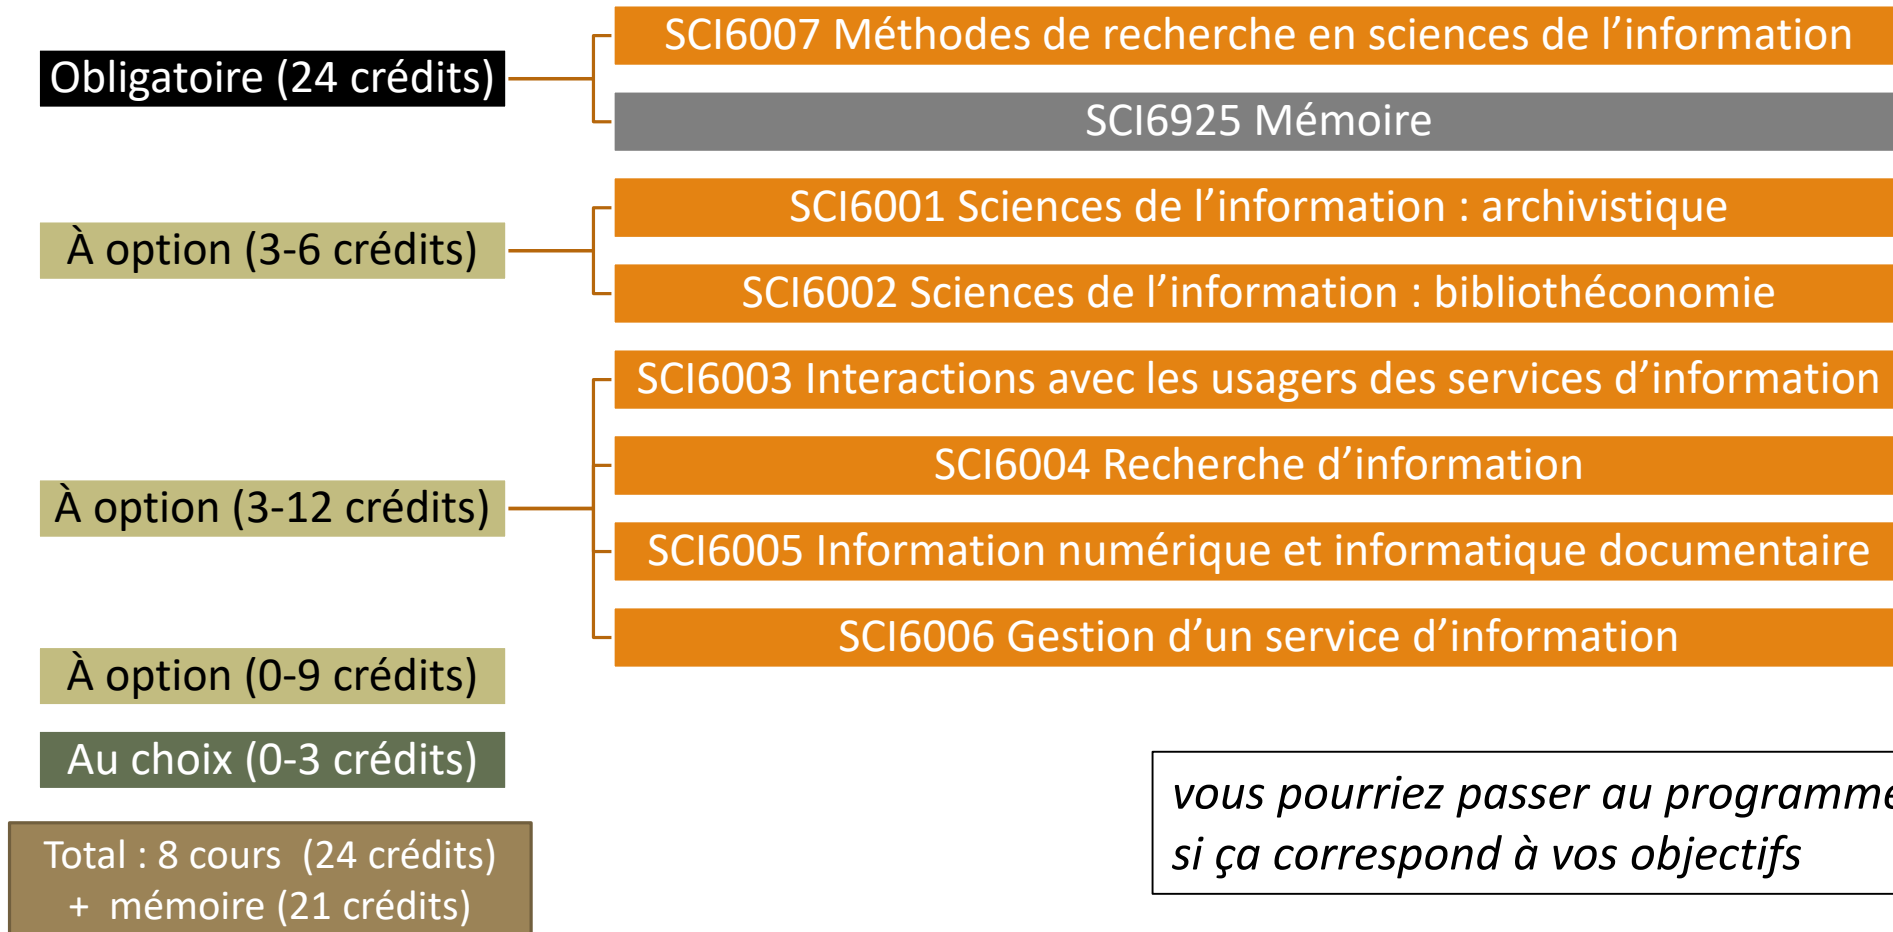 Obligatoire (24 crédits)
SCI6007 Méthodes de recherche en sciences de l’information
SCI6925 Mémoire
À option (3-6 crédits)
SCI6001 Sciences de l’information : archivistique
SCI6002 Sciences de l’information : bibliothéconomie
À option (3-12 crédits)
SCI6003 Interactions avec les usagers des services d’information
SCI6004 Recherche d’information
SCI6005 Information numérique et informatique documentaire
SCI6006 Gestion d’un service d’information
À option (0-9 crédits)
Au choix (0-3 crédits)
Total : 8 cours (24 crédits)
+ mémoire (21 crédits)
vous pourriez passer au programme
si ça correspond à vos objectifs